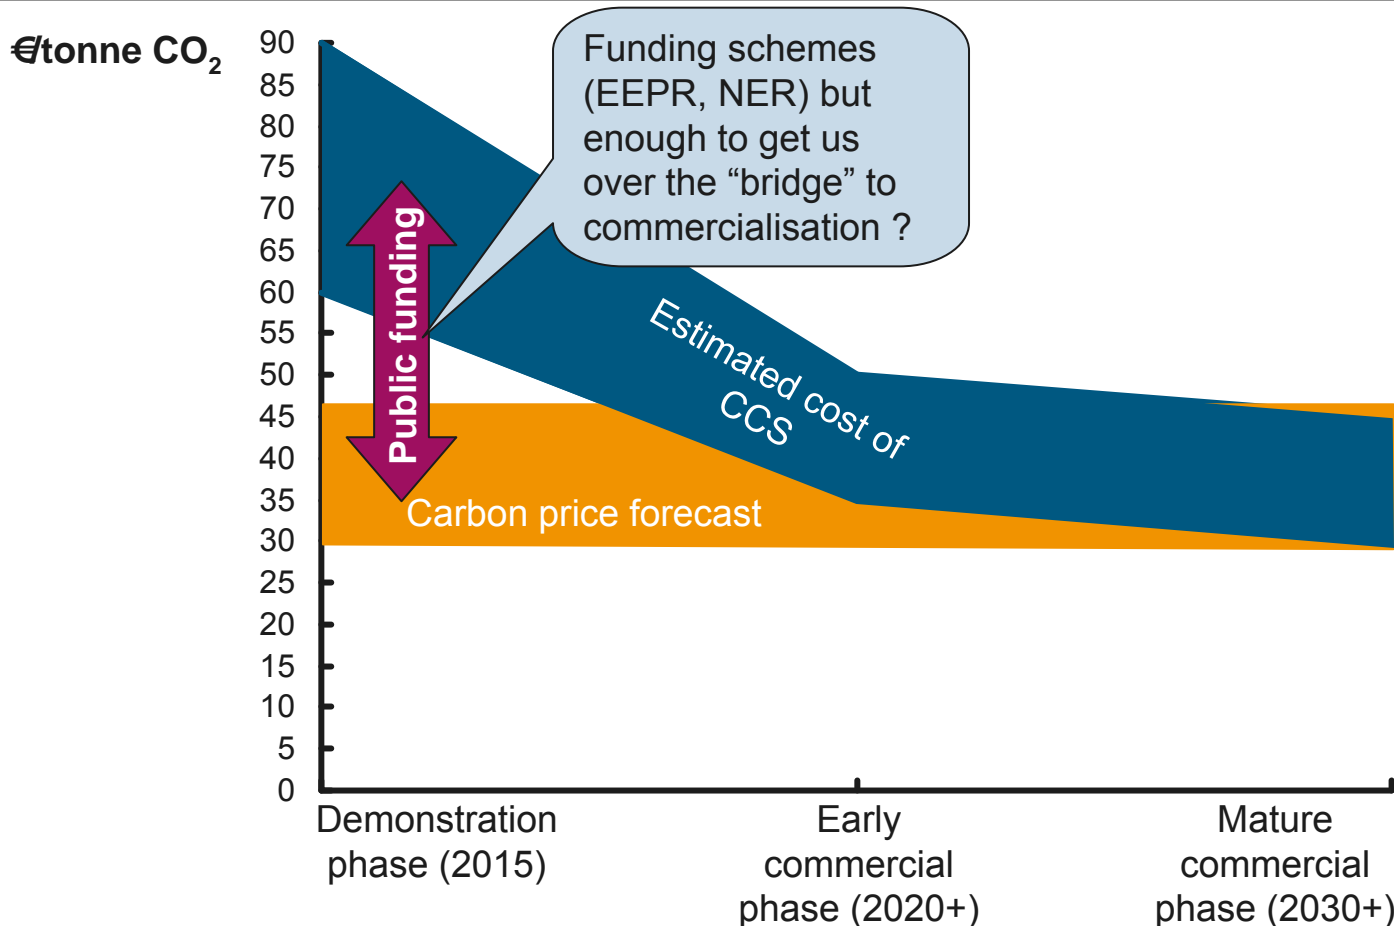 €/tonne CO₂
90
85
80
75
70
65
60
55
50
45
40
35
30
25
20
15
10
5
0
Funding schemes
(EEPR, NER) but
enough to get us
over the “bridge” to
commercialisation ?
Public funding
Estimated cost of
CCS
Carbon price forecast
Demonstration
phase (2015)
Early
commercial
phase (2020+)
Mature
commercial
phase (2030+)